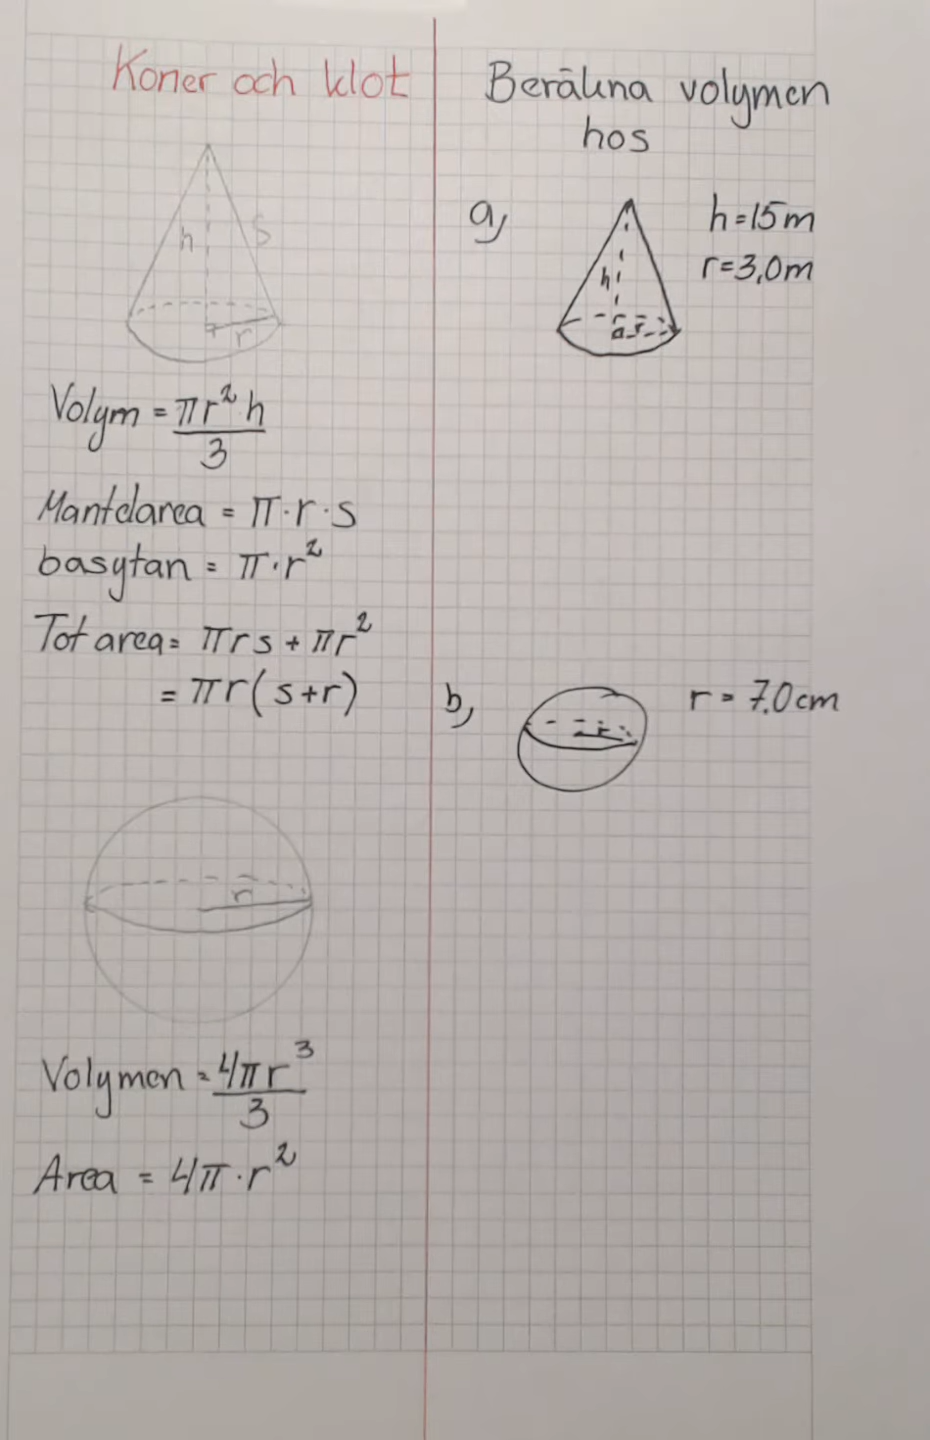 Koner och klot
h
s
r
Volym = πr²h/3
Mantelarea = π·r·s
basytan = π·r²
Tot area = πrs + πr²
= πr(s+r)
r
Volymen = 4πr³/3
Area = 4π·r²
Beräkna volymen
hos
a)
h
r
h=15m
r=3,0m
b)
r
r = 7,0cm